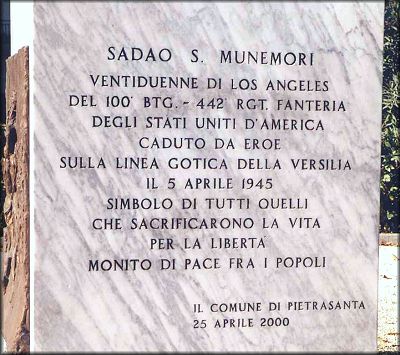 SADAO S. MUNEMORI
VENTIDUENNE DI LOS ANGELES
DEL 100° BTG. - 442° RGT. FANTERIA
DEGLI STATI UNITI D'AMERICA
CADUTO DA EROE
SULLA LINEA GOTICA DELLA VERSILIA
IL 5 APRILE 1945
SIMBOLO DI TUTTI QUELLI
CHE SACRIFICARONO LA VITA
PER LA LIBERTÀ
MONITO DI PACE FRA I POPOLI
IL COMUNE DI PIETRASANTA
25 APRILE 2000